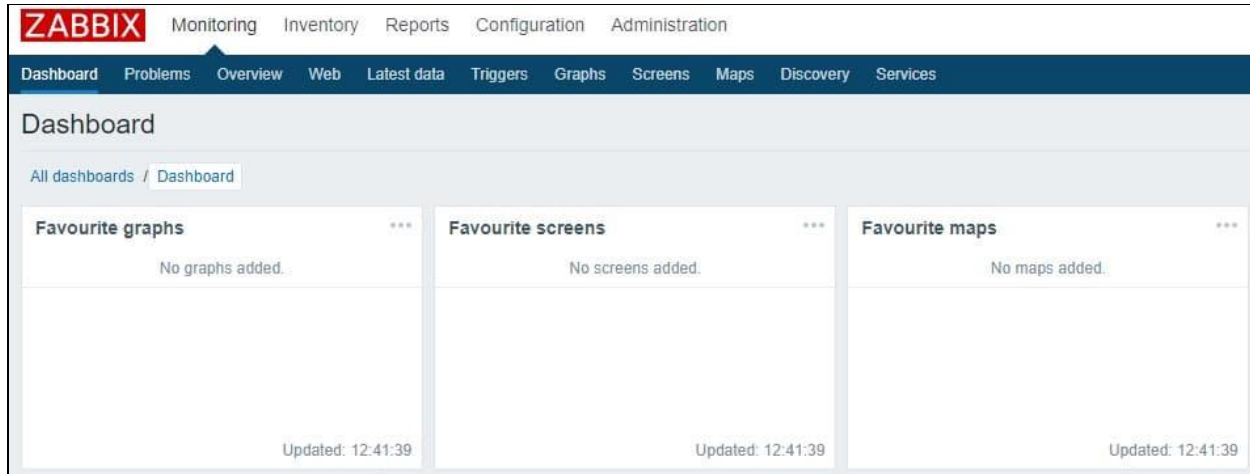 ZABBIX Monitoring Inventory Reports Configuration Administration
Dashboard Problems Overview Web Latest data Triggers Graphs Screens Maps Discovery Services
Dashboard
All dashboards / Dashboard
Favourite graphs ••• Favourite screens ••• Favourite maps •••
No graphs added. No screens added. No maps added.
Updated: 12:41:39 Updated: 12:41:39 Updated: 12:41:39